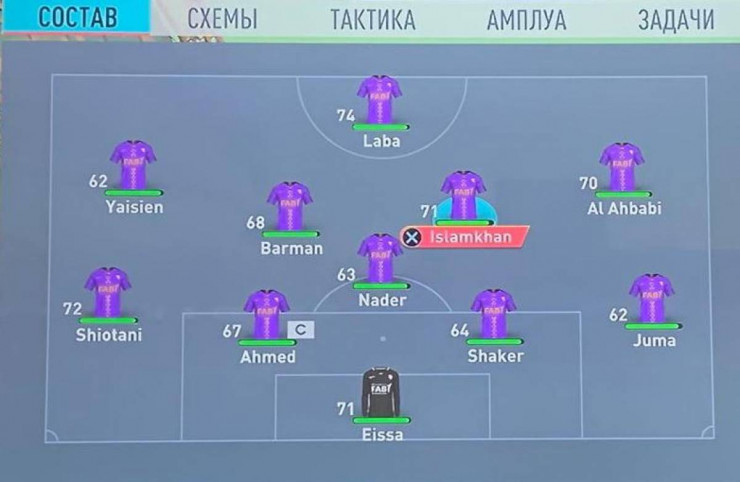 СОСТАВ СХЕМЫ ТАКТИКА АМПЛУА ЗАДАЧИ
74
Laba
62
Yaisien
70
Al Ahbabi
68
Barman
71
Islamkhan
63
Nader
72
Shiotani
67 C
Ahmed
64
Shaker
62
Juma
71
Eissa
FAB